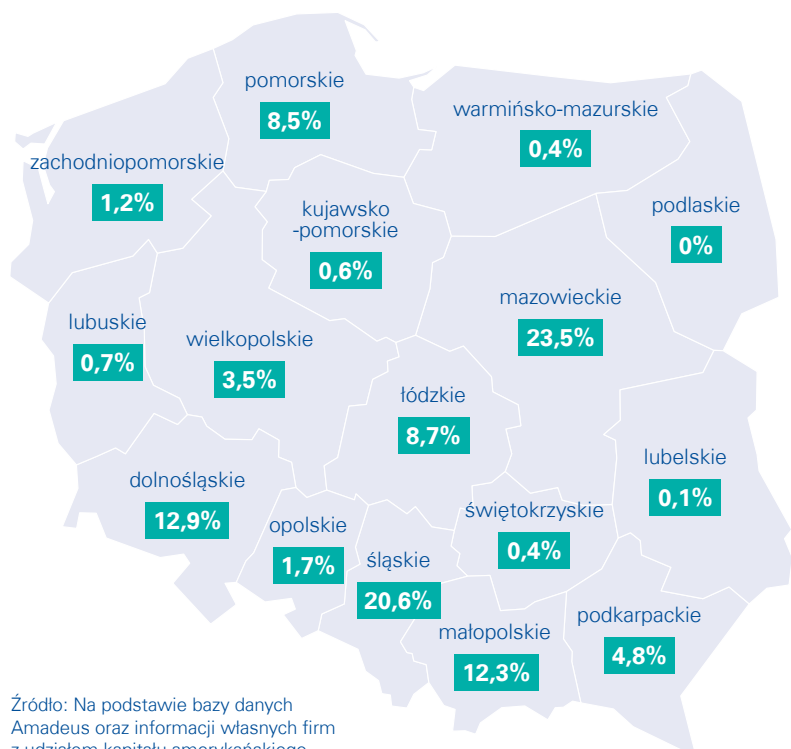 pomorskie
8,5%
warmińsko-mazurskie
0,4%
zachodniopomorskie
1,2%
kujawsko
-pomorskie
0,6%
podlaskie
0%
mazowieckie
23,5%
lubuskie
0,7%
wielkopolskie
3,5%
łódzkie
8,7%
lubelskie
0,1%
dolnośląskie
12,9%
opolskie
1,7%
śląskie
20,6%
świętokrzyskie
0,4%
małopolskie
12,3%
podkarpackie
4,8%
Źródło: Na podstawie bazy danych
Amadeus oraz informacji własnych firm
z udziałem kapitału amerykańskiego